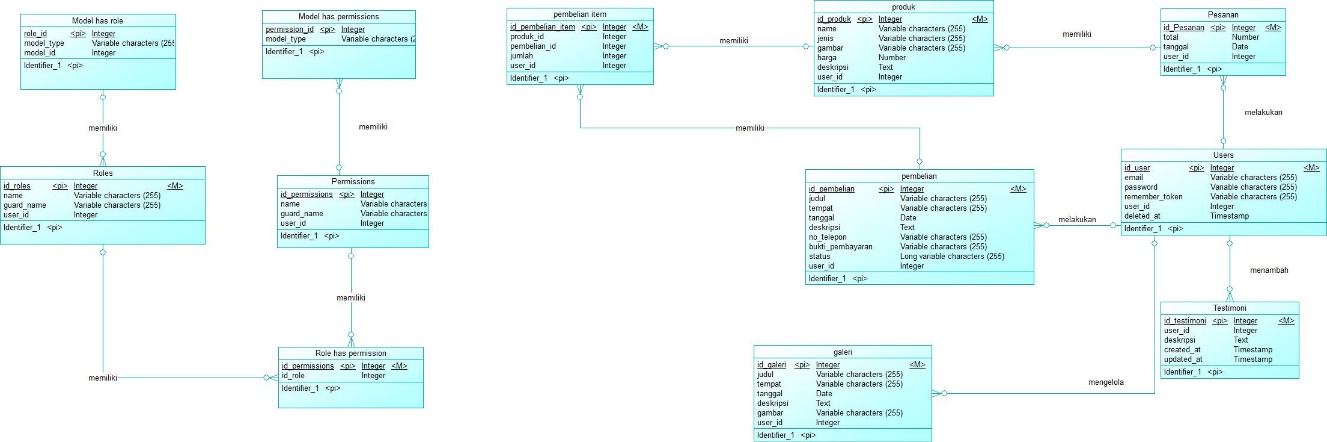 Model has role
role_id <pi> Integer
model_type Variable characters (255
model_id Integer
Identifier_1 <pi>
memiliki
Roles
id_roles <pi> Integer <M>
name Variable characters (255)
guard_name Variable characters (255)
user_id Integer
Identifier_1 <pi>
memiliki
Model has permissions
permission_id <pi> Integer
model_type Variable characters (2
Identifier_1 <pi>
memiliki
Permissions
id_permissions <pi> Integer
name Variable characters
guard_name Variable characters
user_id Integer
Identifier_1 <pi>
memiliki
Role has permission
id_permissions <pi> Integer <M>
id_role Integer
Identifier_1 <pi>
pembelian item
id_pembelian_item <pi> Integer <M>
produk_id Integer
pembelian_id Integer
jumlah Integer
user_id Integer
Identifier_1 <pi>
memiliki
produk
id_produk <pi> Integer <M>
name Variable characters (255)
jenis Variable characters (255)
gambar Variable characters (255)
harga Number
deskripsi Text
user_id Integer
Identifier_1 <pi>
memiliki
Pesanan
id_Pesanan <pi> Integer <M>
total Number
tanggal Date
user_id Integer
Identifier_1 <pi>
melakukan
memiliki
pembelian
id_pembelian <pi> Integer <M>
judul Variable characters (255)
tempat Variable characters (255)
tanggal Date
deskripsi Text
no_telepon Variable characters (255)
bukti_pembayaran Variable characters (255)
status Long variable characters (255)
user_id Integer
Identifier_1 <pi>
melakukan
Users
id_user <pi> Integer <M>
email Variable characters (255)
password Variable characters (255)
remember_token Variable characters (255)
user_id Integer
deleted_at Timestamp
Identifier_1 <pi>
menambah
Testimoni
id_testimoni <pi> Integer <M>
user_id Integer
deskripsi Text
created_at Timestamp
updated_at Timestamp
Identifier_1 <pi>
galeri
id_galeri <pi> Integer <M>
judul Variable characters (255)
tempat Variable characters (255)
tanggal Date
deskripsi Text
gambar Variable characters (255)
user_id Integer
Identifier_1 <pi>
mengelola